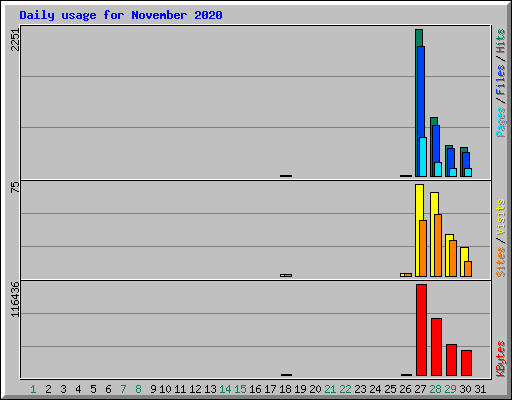 Daily usage for November 2020
2251
Pages / Files / Hits
75
Sites / Visits
116436
KBytes
1 2 3 4 5 6 7 8 9 10 11 12 13 14 15 16 17 18 19 20 21 22 23 24 25 26 27 28 29 30 31